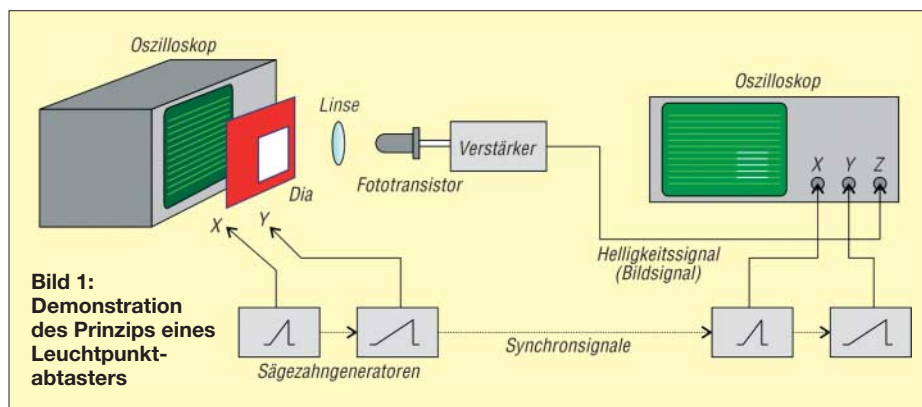 Oszilloskop
Linse
Verstärker
Fototransistor
Dia
X
Y
Oszilloskop
X Y Z
Helligkeitssignal
(Bildsignal)
Bild 1:
Demonstration
des Prinzips eines
Leuchtpunkt-
abtasters
Sägezahngeneratoren
Synchronsignale